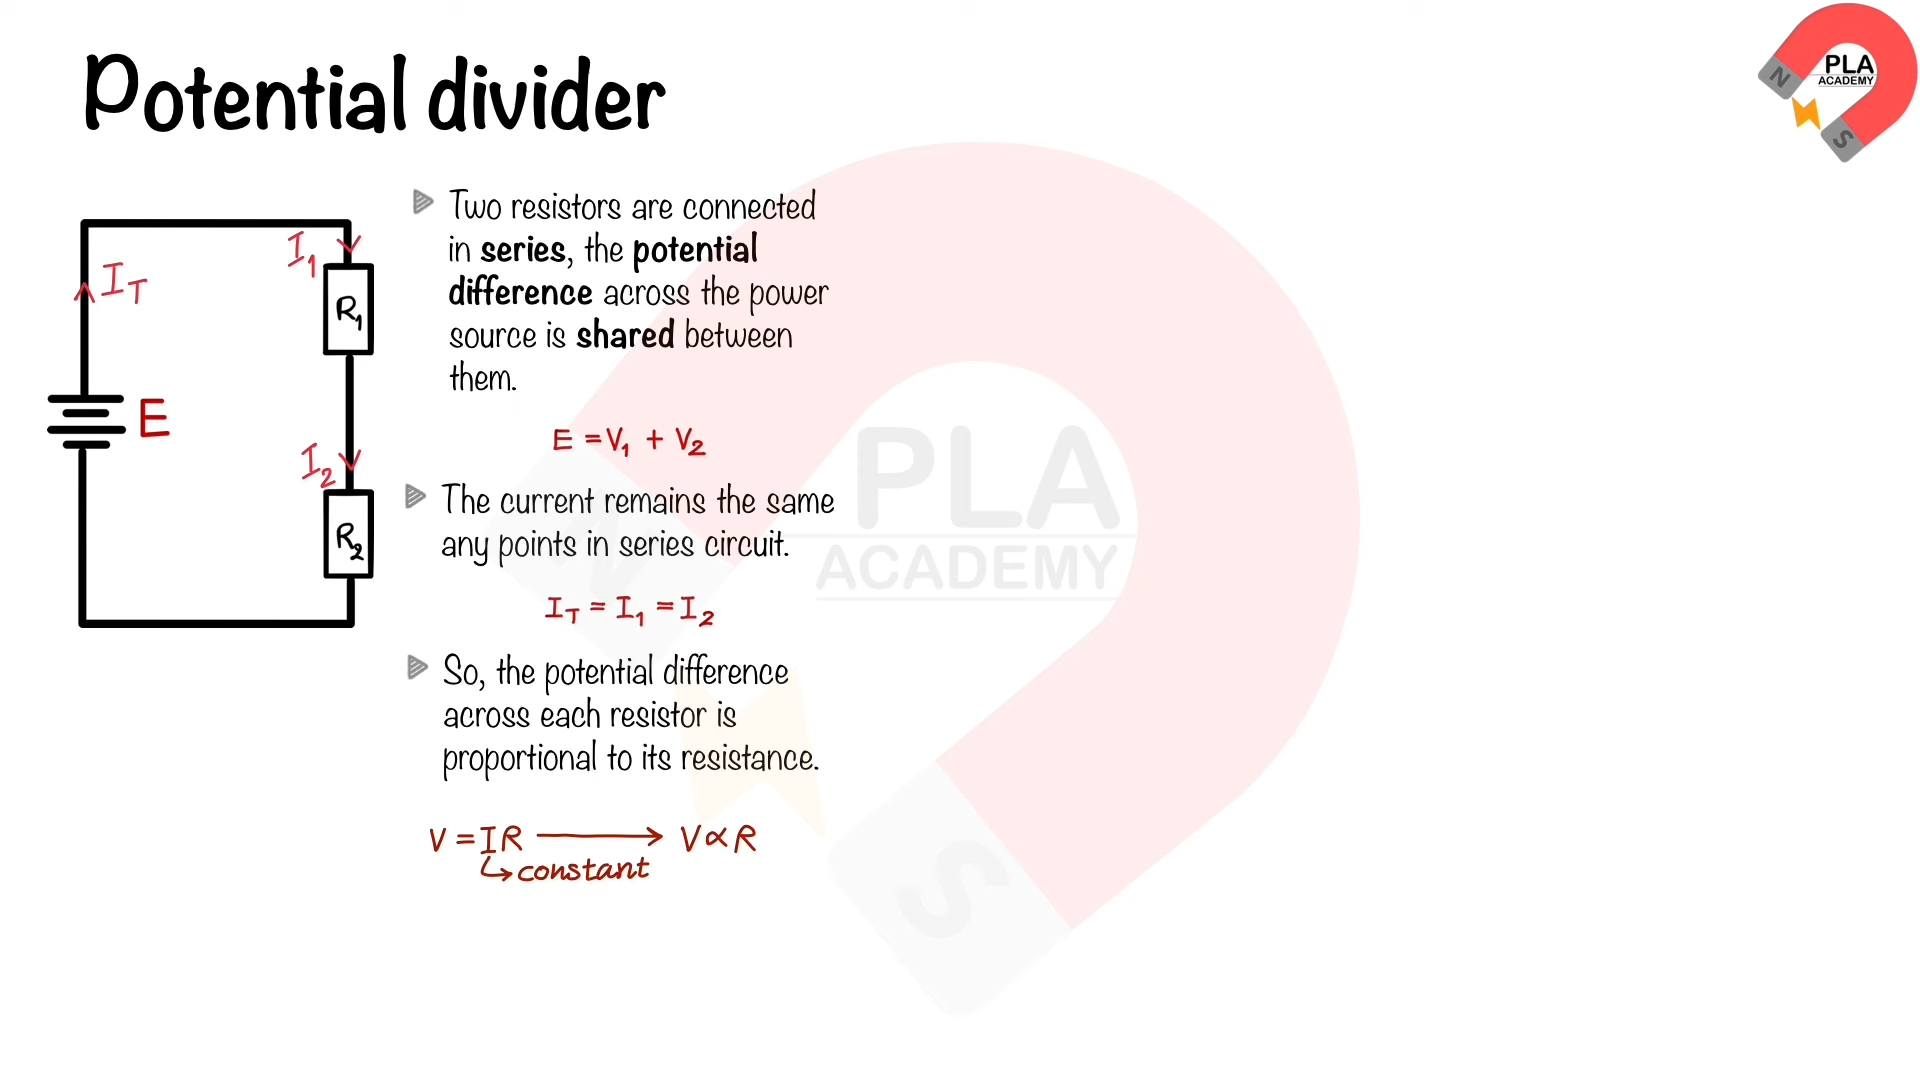 PLA
ACADEMY
N
S
Potential divider
I1
IT
R1
E
I2
R2
Two resistors are connected
in series, the potential
difference across the power
source is shared between
them.
E = V1 + V2
The current remains the same
any points in series circuit.
IT = I1 = I2
So, the potential difference
across each resistor is
proportional to its resistance.
V = IR → V ∝ R
↳ constant
PLA
ACADEMY
N
S